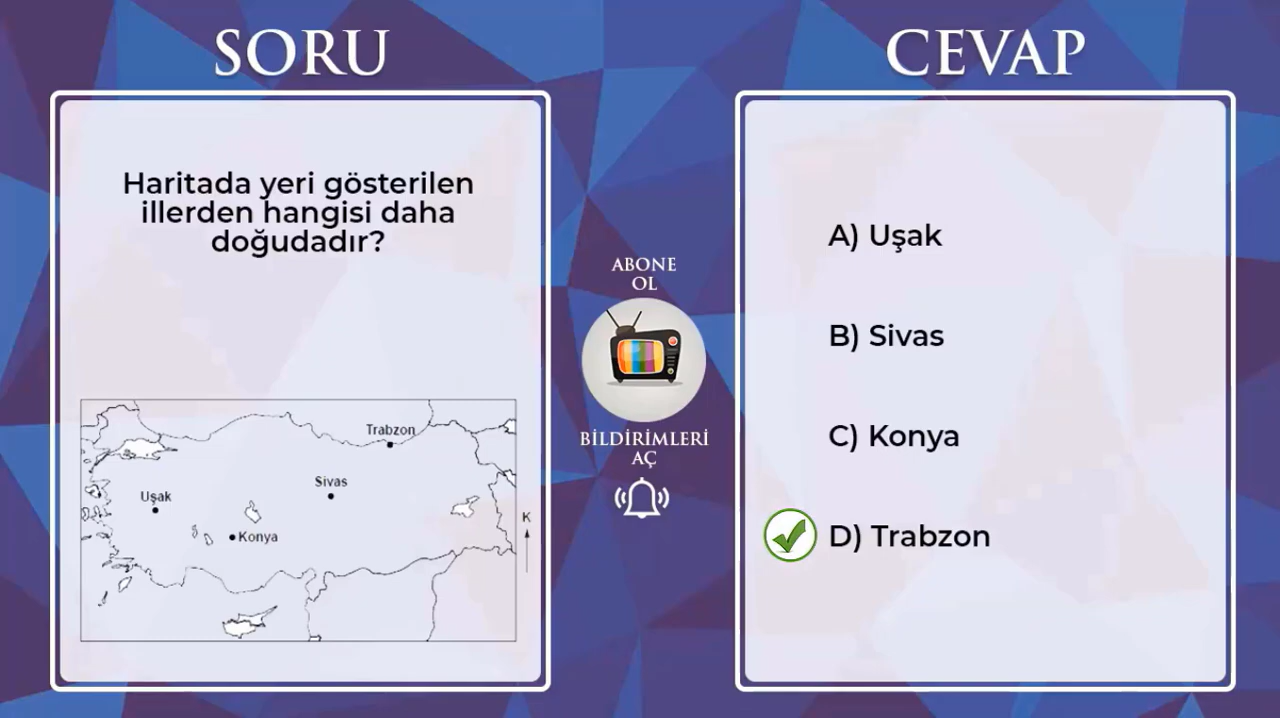 SORU
Haritada yeri gösterilen
illerden hangisi daha
doğudadır?
Trabzon
Sivas
Uşak
Konya
K
ABONE
OL
BİLDİRİMLERİ
AÇ
CEVAP
A) Uşak
B) Sivas
C) Konya
D) Trabzon